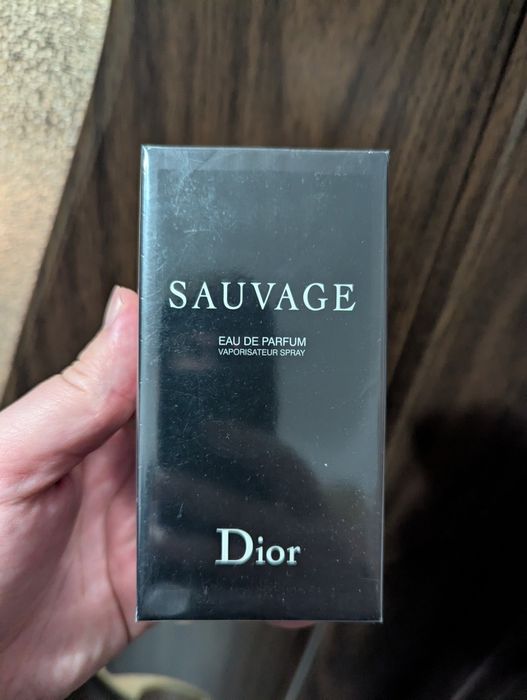 SAUVAGE
EAU DE PARFUM
VAPORISATEUR SPRAY
Dior